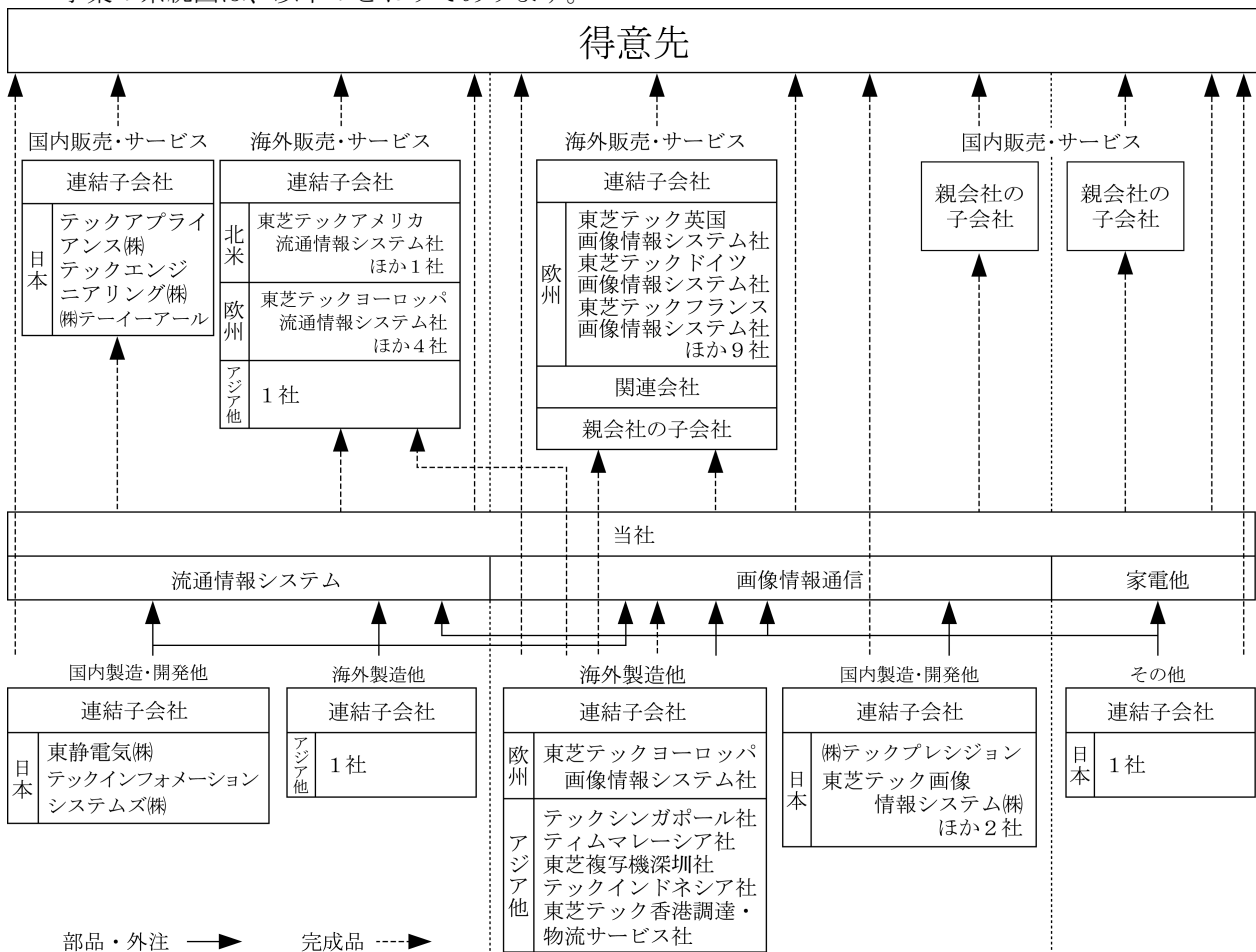 得意先
国内販売・サービス
連結子会社
日本
テックアプライ
アンス㈱
テックエンジ
ニアリング㈱
㈱テーイーアール
海外販売・サービス
連結子会社
北米
東芝テックアメリカ
流通情報システム社
ほか1社
欧州
東芝テックヨーロッパ
流通情報システム社
ほか4社
アジア他
1社
海外販売・サービス
連結子会社
欧州
東芝テック英国
画像情報システム社
東芝テックドイツ
画像情報システム社
東芝テックフランス
画像情報システム社
ほか9社
関連会社
親会社の子会社
国内販売・サービス
親会社の
子会社
親会社の
子会社
当社
流通情報システム
画像情報通信
家電他
国内製造・開発他
連結子会社
日本
東静電気㈱
テックインフォメーション
システムズ㈱
海外製造他
連結子会社
アジア他
1社
海外製造他
連結子会社
欧州
東芝テックヨーロッパ
画像情報システム社
アジア他
テックシンガポール社
ティムマレーシア社
東芝複写機深圳社
テックインドネシア社
東芝テック香港調達・
物流サービス社
国内製造・開発他
連結子会社
日本
㈱テックプレシジョン
東芝テック画像
情報システム㈱
ほか2社
その他
連結子会社
日本
1社
部品・外注
完成品